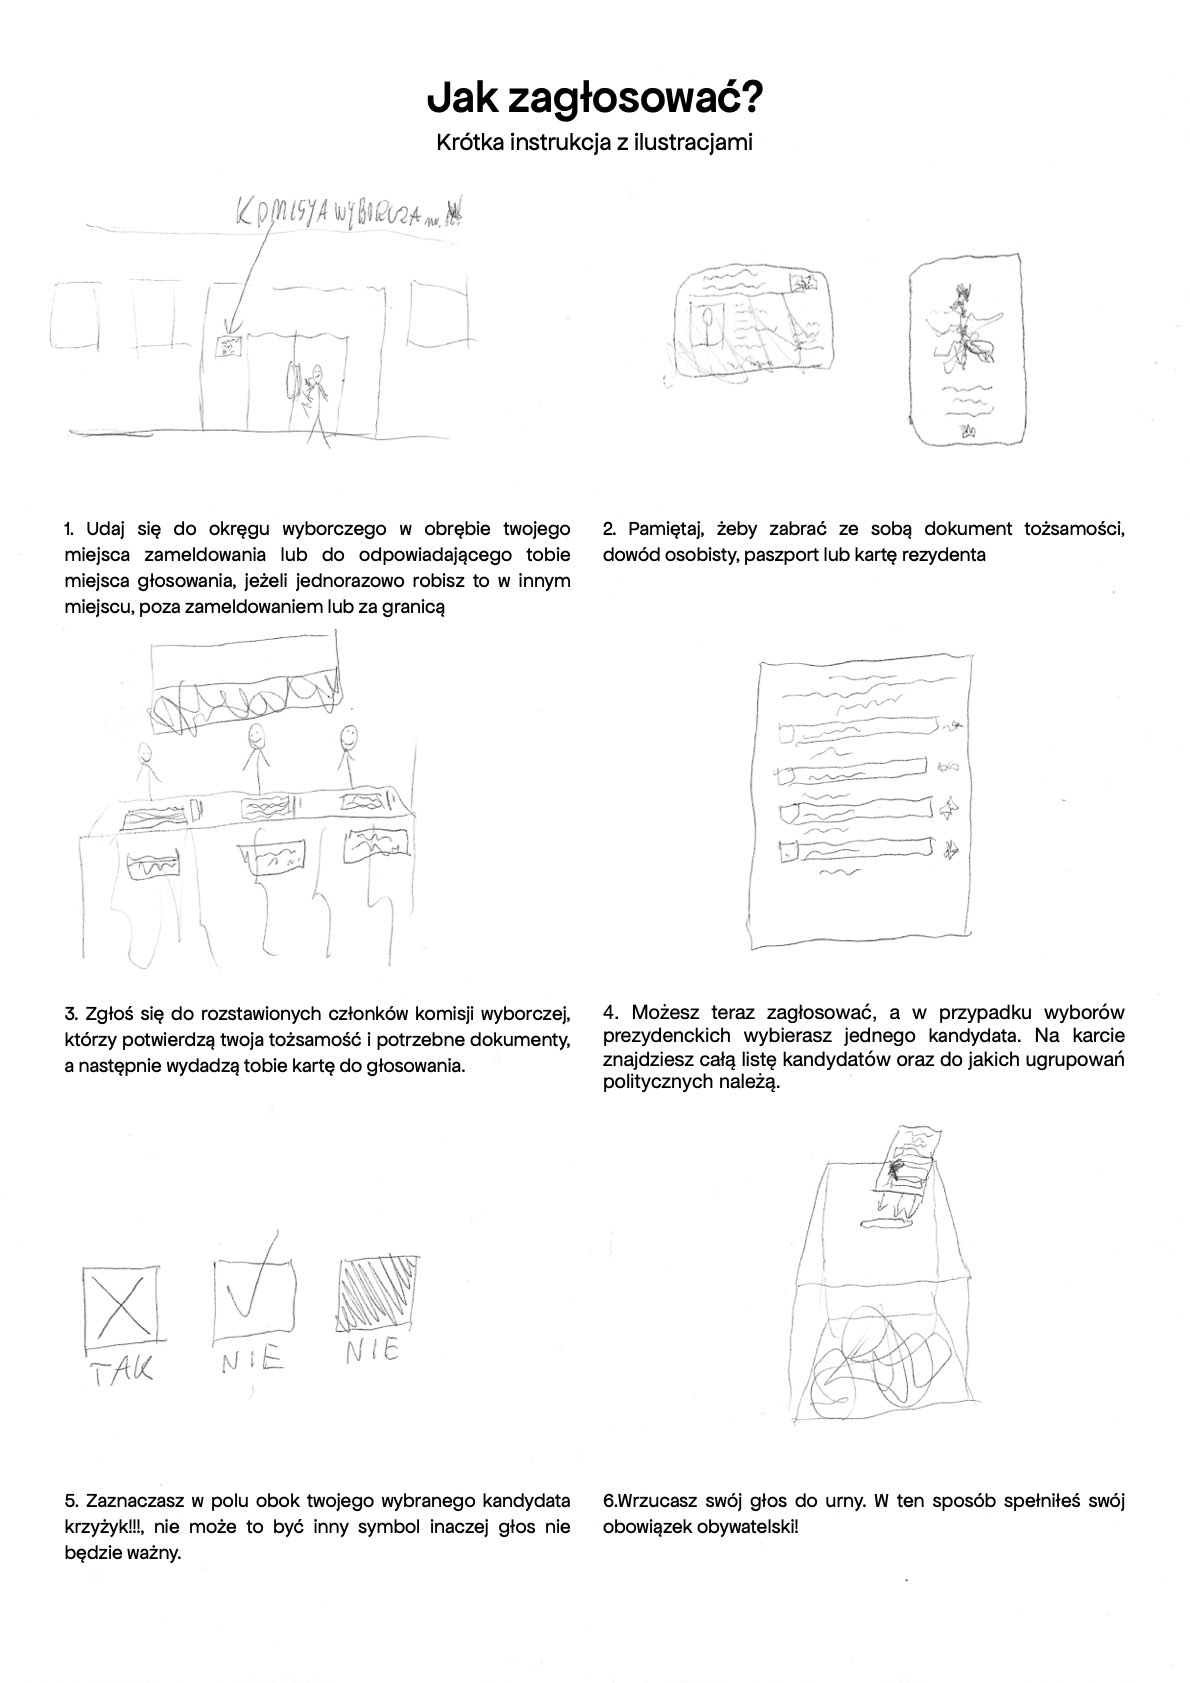 Jak zagłosować?
Krótka instrukcja z ilustracjami
KOMISYA WYBORCZA nr.
1. Udaj się do okręgu wyborczego w obrębie twojego
miejsca zameldowania lub do odpowiadającego tobie
miejsca głosowania, jeżeli jednorazowo robisz to w innym
miejscu, poza zameldowaniem lub za granicą
2. Pamiętaj, żeby zabrać ze sobą dokument tożsamości,
dowód osobisty, paszport lub kartę rezydenta
3. Zgłoś się do rozstawionych członków komisji wyborczej,
którzy potwierdzą twoja tożsamość i potrzebne dokumenty,
a następnie wydadzą tobie kartę do głosowania.
4. Możesz teraz zagłosować, a w przypadku wyborów
prezydenckich wybierasz jednego kandydata. Na karcie
znajdziesz całą listę kandydatów oraz do jakich ugrupowań
politycznych należą.
TAK
NIE
NIE
5. Zaznaczasz w polu obok twojego wybranego kandydata
krzyżyk!!!, nie może to być inny symbol inaczej głos nie
będzie ważny.
6.Wrzucasz swój głos do urny. W ten sposób spełniłeś swój
obowiązek obywatelski!